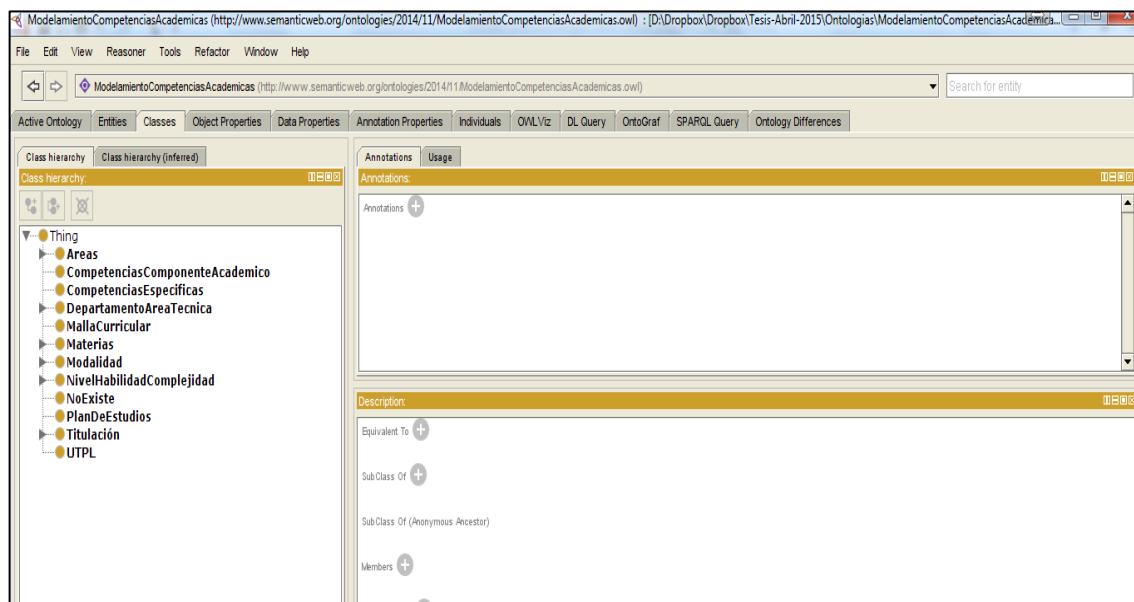 ModelamientoCompetenciasAcademicas (http://www.semanticweb.org/ontologies/2014/11/ModelamientoCompetenciasAcademicas.owl) : [D:\Dropbox\Dropbox\Tesis-Abril-2015\Ontologias\ModelamientoCompetenciasAcademica...
File Edit View Reasoner Tools Refactor Window Help
ModelamientoCompetenciasAcademicas (http://www.semanticweb.org/ontologies/2014/11/ModelamientoCompetenciasAcademicas.owl) Search for entity
Active Ontology Entities Classes Object Properties Data Properties Annotation Properties Individuals OWLViz DL Query OntoGraf SPARQL Query Ontology Differences
Class hierarchy Class hierarchy (inferred)
Class hierarchy:
Thing
Areas
CompetenciasComponenteAcademico
CompetenciasEspecificas
DepartamentoAreaTecnica
MallaCurricular
Materias
Modalidad
NivelHabilidadComplejidad
NoExiste
PlanDeEstudios
Titulación
UTPL
Annotations Usage
Annotations:
Annotations
Description:
Equivalent To
SubClass Of
SubClass Of (Anonymous Ancestor)
Members